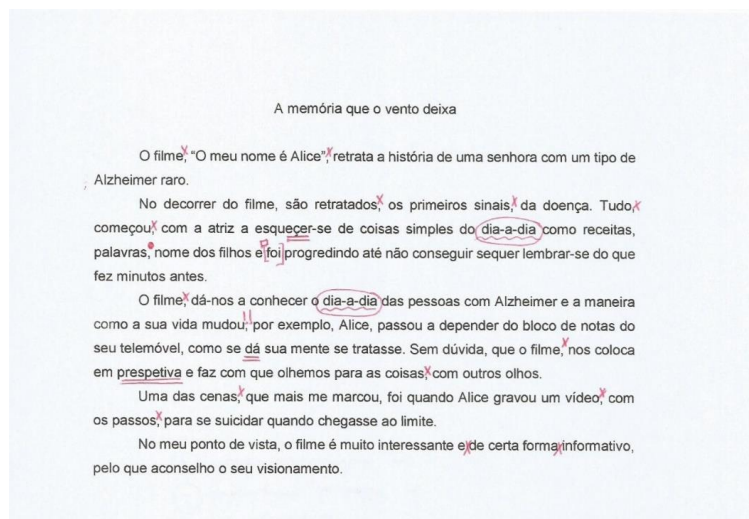 A memória que o vento deixa
O filme, “O meu nome é Alice”, retrata a história de uma senhora com um tipo de
Alzheimer raro.
No decorrer do filme, são retratados, os primeiros sinais, da doença. Tudo,
começou, com a atriz a esqueçer-se de coisas simples do dia-a-dia como receitas,
palavras, nome dos filhos e foi progredindo até não conseguir sequer lembrar-se do que
fez minutos antes.
O filme, dá-nos a conhecer o dia-a-dia das pessoas com Alzheimer e a maneira
como a sua vida mudou, por exemplo, Alice, passou a depender do bloco de notas do
seu telemóvel, como se dá sua mente se tratasse. Sem dúvida, que o filme, nos coloca
em prespetiva e faz com que olhemos para as coisas, com outros olhos.
Uma das cenas, que mais me marcou, foi quando Alice gravou um vídeo, com
os passos, para se suicidar quando chegasse ao limite.
No meu ponto de vista, o filme é muito interessante e, de certa forma, informativo,
pelo que aconselho o seu visionamento.